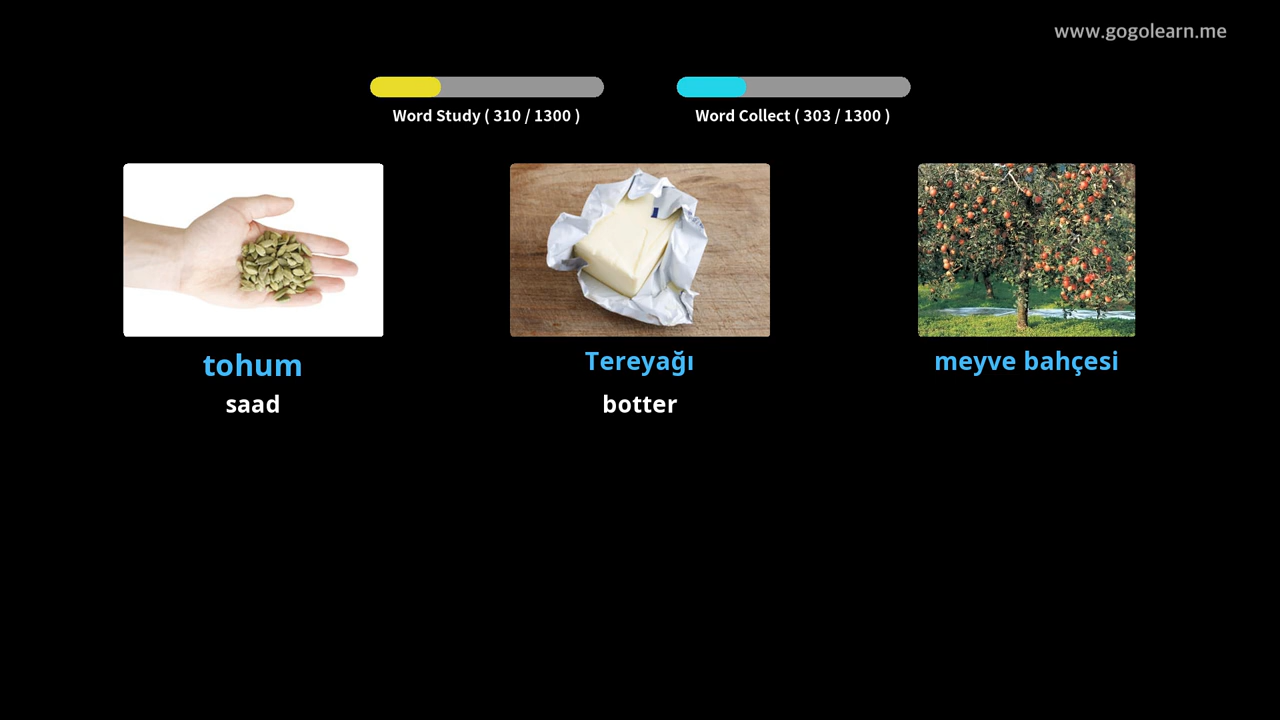 www.gogolearn.me
Word Study ( 310 / 1300 )
Word Collect ( 303 / 1300 )
tohum
saad
Tereyağı
botter
meyve bahçesi